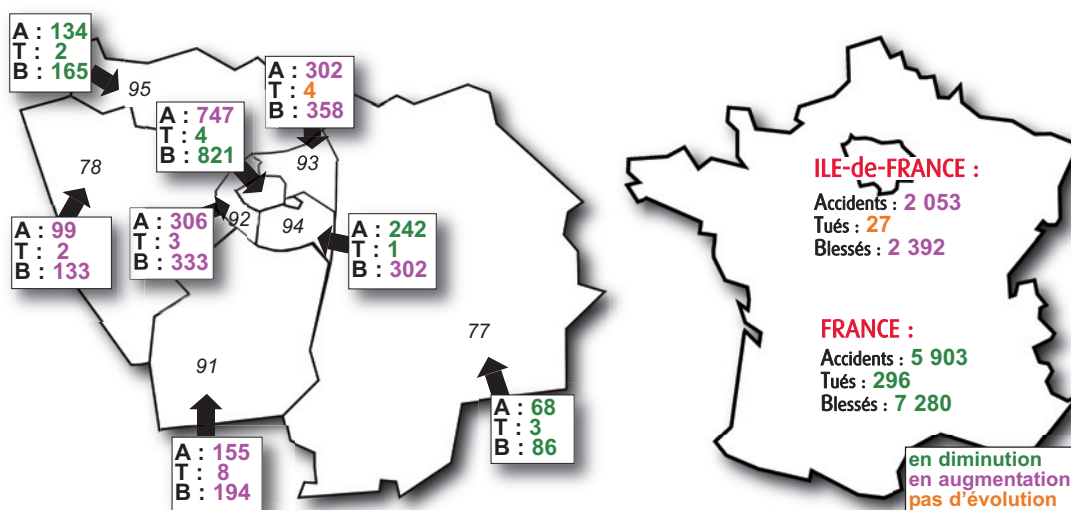 A : 134
T : 2
B : 165
95
A : 302
T : 4
B : 358
A : 747
T : 4
B : 821
93
78
92
94
A : 99
T : 2
B : 133
A : 306
T : 3
B : 333
A : 242
T : 1
B : 302
77
91
A : 68
T : 3
B : 86
A : 155
T : 8
B : 194
ILE-de-FRANCE :
Accidents : 2 053
Tués : 27
Blessés : 2 392
FRANCE :
Accidents : 5 903
Tués : 296
Blessés : 7 280
en diminution
en augmentation
pas d'évolution